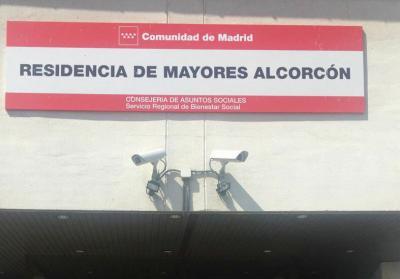 Comunidad de Madrid
RESIDENCIA DE MAYORES ALCORCÓN
CONSEJERIA DE ASUNTOS SOCIALES
Servicio Regional de Bienestar Social